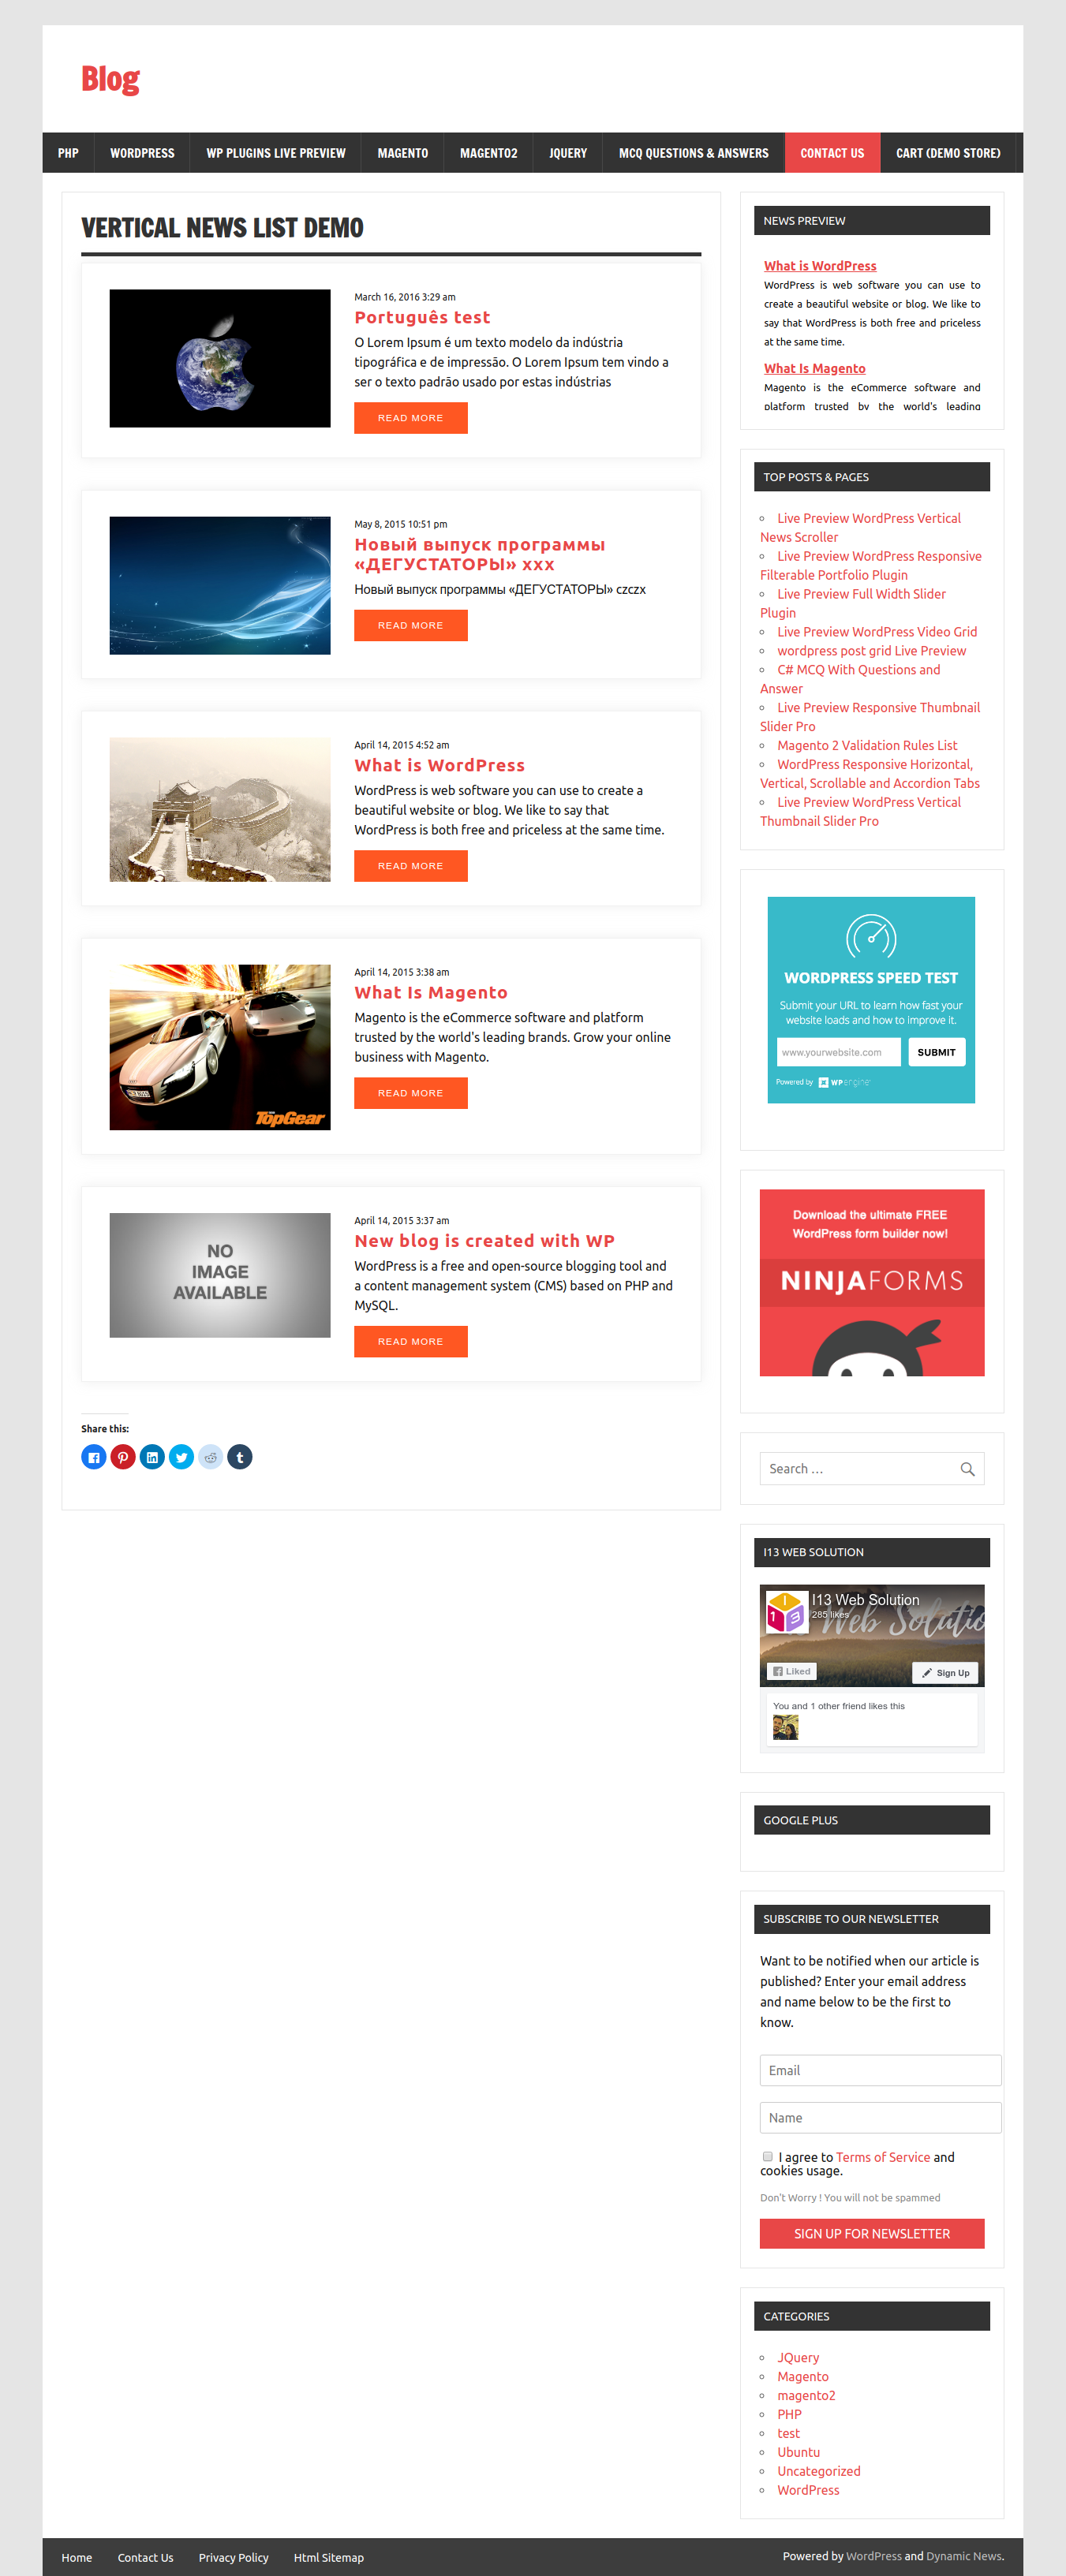 Blog
PHP
WORDPRESS
WP PLUGINS LIVE PREVIEW
MAGENTO
MAGENTO2
JQUERY
MCQ QUESTIONS & ANSWERS
CONTACT US
CART (DEMO STORE)
VERTICAL NEWS LIST DEMO
March 16, 2016 3:29 am
Português test
O Lorem Ipsum é um texto modelo da indústria
tipográfica e de impressão. O Lorem Ipsum tem vindo a
ser o texto padrão usado por estas indústrias
READ MORE
May 8, 2015 10:51 pm
Новый выпуск программы
«ДЕГУСТАТОРЫ» xxx
Новый выпуск программы «ДЕГУСТАТОРЫ» czczx
READ MORE
April 14, 2015 4:52 am
What is WordPress
WordPress is web software you can use to create a
beautiful website or blog. We like to say that
WordPress is both free and priceless at the same time.
READ MORE
TopGear
April 14, 2015 3:38 am
What Is Magento
Magento is the eCommerce software and platform
trusted by the world's leading brands. Grow your online
business with Magento.
READ MORE
NO
IMAGE
AVAILABLE
April 14, 2015 3:37 am
New blog is created with WP
WordPress is a free and open-source blogging tool and
a content management system (CMS) based on PHP and
MySQL.
READ MORE
Share this:
NEWS PREVIEW
What is WordPress
WordPress is web software you can use to
create a beautiful website or blog. We like to
say that WordPress is both free and priceless
at the same time.
What Is Magento
Magento is the eCommerce software and
platform trusted by the world's leading
TOP POSTS & PAGES
Live Preview WordPress Vertical
News Scroller
Live Preview WordPress Responsive
Filterable Portfolio Plugin
Live Preview Full Width Slider
Plugin
Live Preview WordPress Video Grid
wordpress post grid Live Preview
C# MCQ With Questions and
Answer
Live Preview Responsive Thumbnail
Slider Pro
Magento 2 Validation Rules List
WordPress Responsive Horizontal,
Vertical, Scrollable and Accordion Tabs
Live Preview WordPress Vertical
Thumbnail Slider Pro
WORDPRESS SPEED TEST
Submit your URL to learn how fast your
website loads and how to improve it.
www.yourwebsite.com
SUBMIT
Powered by WP engine
Download the ultimate FREE
WordPress form builder now!
NINJAFORMS
Search …
I13 WEB SOLUTION
I13 Web Solution
285 likes
Web Solutio
Liked
Sign Up
You and 1 other friend likes this
GOOGLE PLUS
SUBSCRIBE TO OUR NEWSLETTER
Want to be notified when our article is
published? Enter your email address
and name below to be the first to
know.
Email
Name
I agree to Terms of Service and
cookies usage.
Don't Worry ! You will not be spammed
SIGN UP FOR NEWSLETTER
CATEGORIES
JQuery
Magento
magento2
PHP
test
Ubuntu
Uncategorized
WordPress
Home
Contact Us
Privacy Policy
Html Sitemap
Powered by WordPress and Dynamic News.